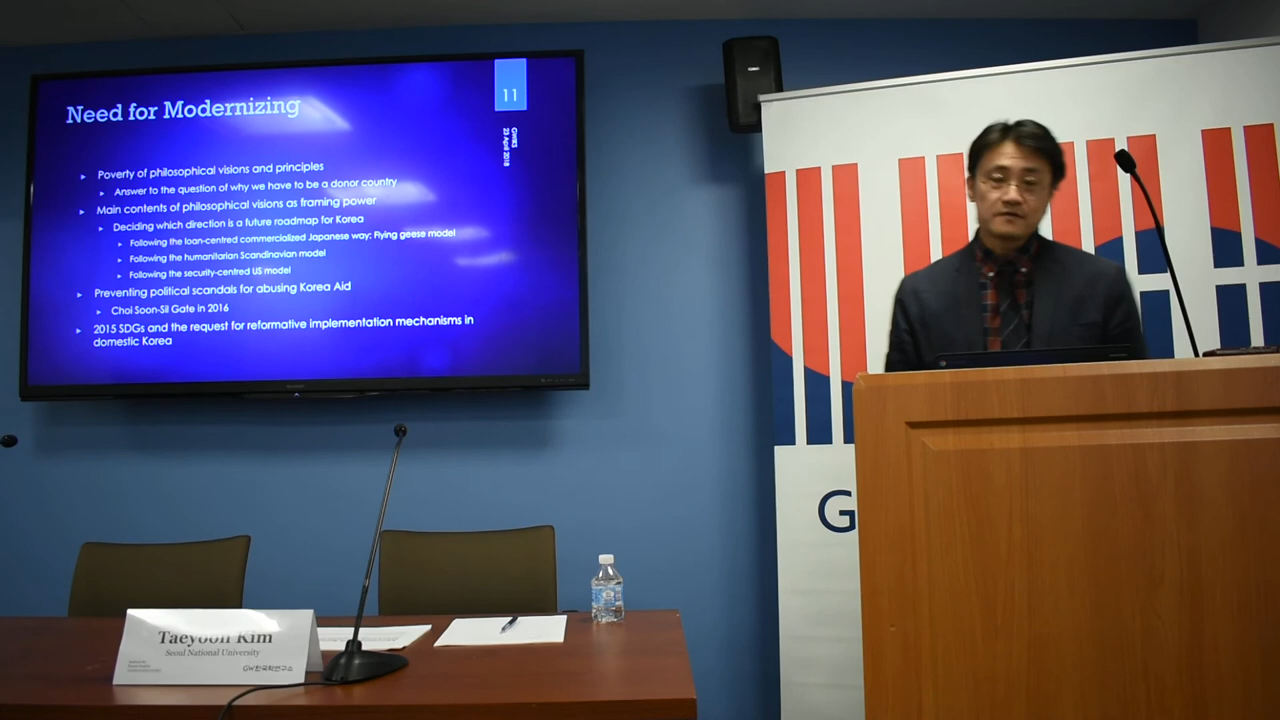 Need for Modernizing
11
GWIKS
23 April 2018
Poverty of philosophical visions and principles
Answer to the question of why we have to be a donor country
Main contents of philosophical visions as framing power
Deciding which direction is a future roadmap for Korea
Following the loan-centred commercialized Japanese way: Flying geese model
Following the humanitarian Scandinavian model
Following the security-centred US model
Preventing political scandals for abusing Korea Aid
Choi Soon-Sil Gate in 2016
2015 SDGs and the request for reformative implementation mechanisms in
domestic Korea
G
Taeyoon Kim
Seoul National University
GW한국학연구소